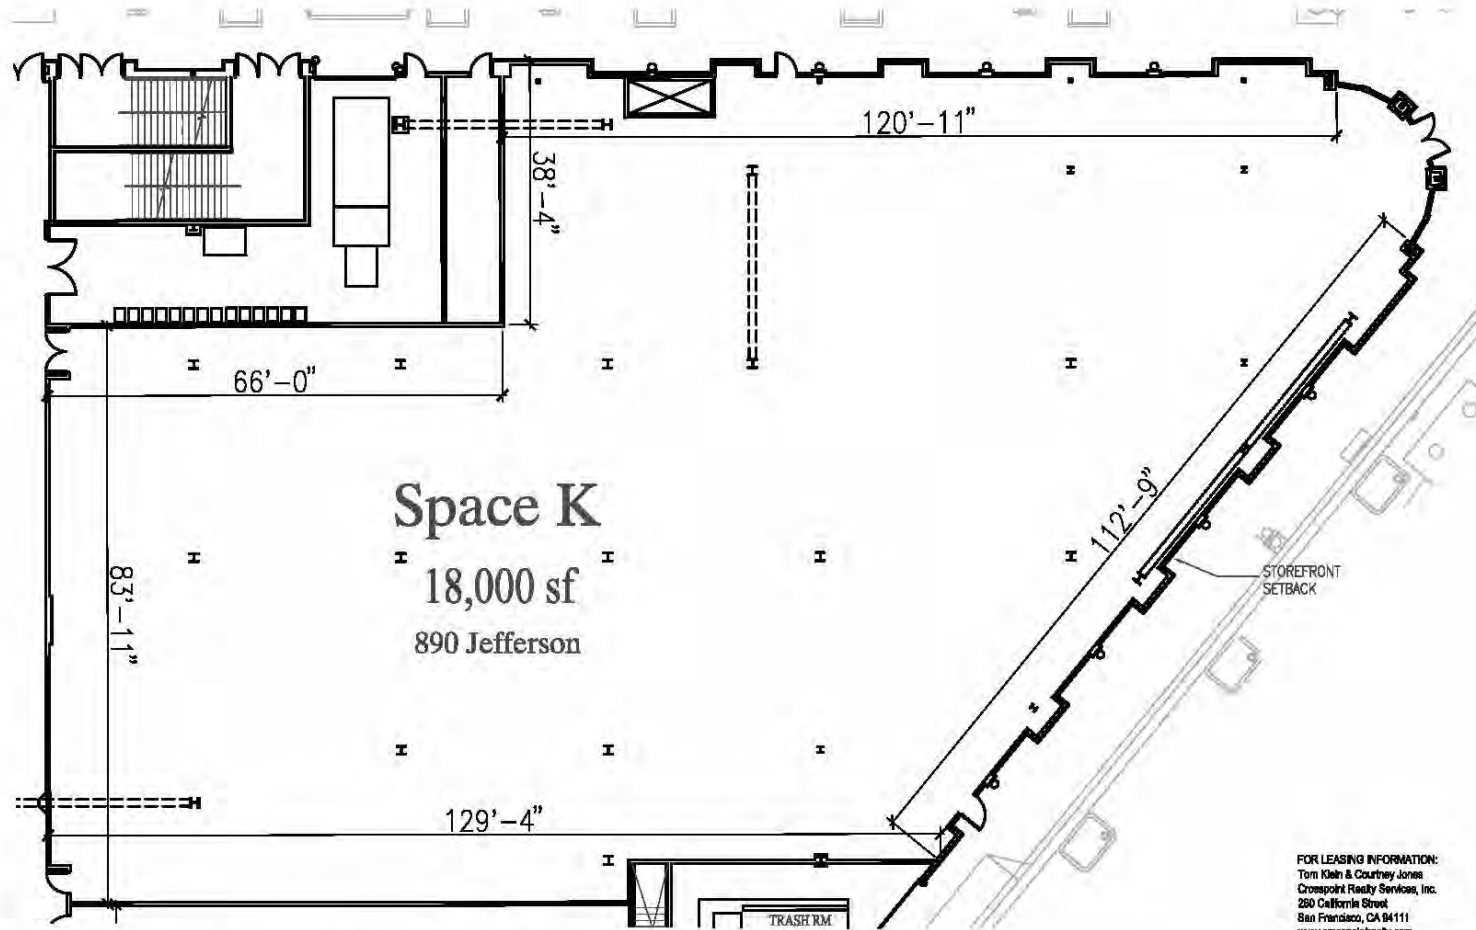 120'-11"
38'-4"
66'-0"
Space K
18,000 sf
890 Jefferson
112'-9"
83'-11"
STOREFRONT
SETBACK
129'-4"
TRASH RM
FOR LEASING INFORMATION:
Tom Klein & Courtney Jones
Crosspoint Realty Services, Inc.
260 California Street
San Francisco, CA 94111